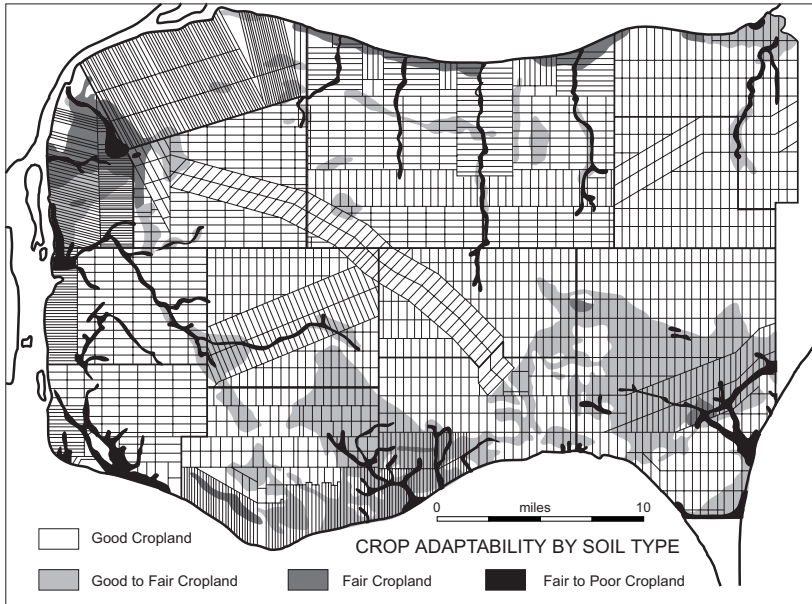 0 miles 10
Good Cropland
CROP ADAPTABILITY BY SOIL TYPE
Good to Fair Cropland
Fair Cropland
Fair to Poor Cropland